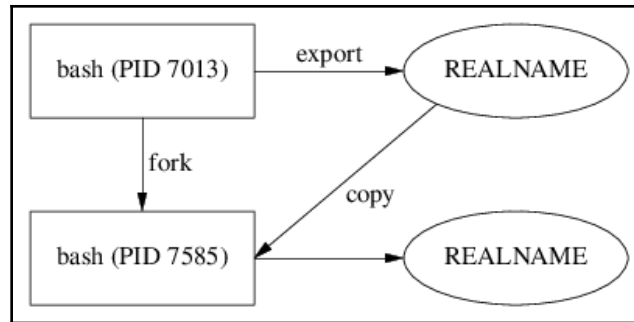 bash (PID 7013)
export
REALNAME
fork
copy
bash (PID 7585)
REALNAME